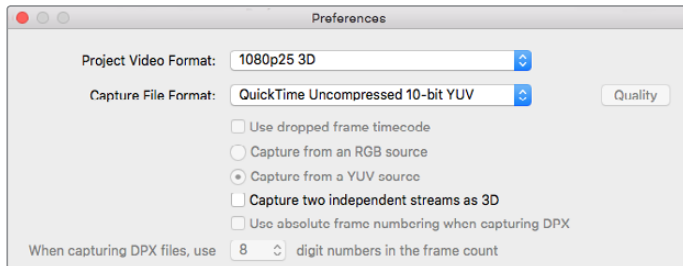 Preferences
Project Video Format: 1080p25 3D
Capture File Format: QuickTime Uncompressed 10-bit YUV Quality
Use dropped frame timecode
Capture from an RGB source
Capture from a YUV source
Capture two independent streams as 3D
Use absolute frame numbering when capturing DPX
When capturing DPX files, use 8 digit numbers in the frame count